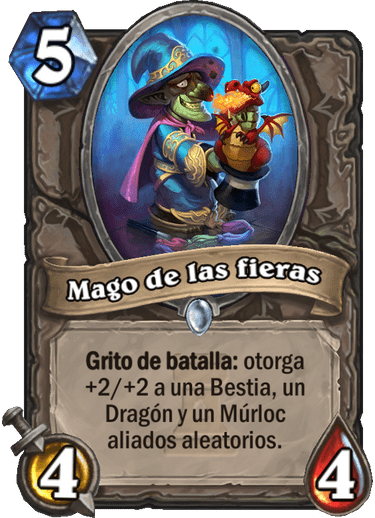 5
Mago de las fieras
Grito de batalla: otorga
+2/+2 a una Bestia, un
Dragón y un Múrloc
aliados aleatorios.
4
4